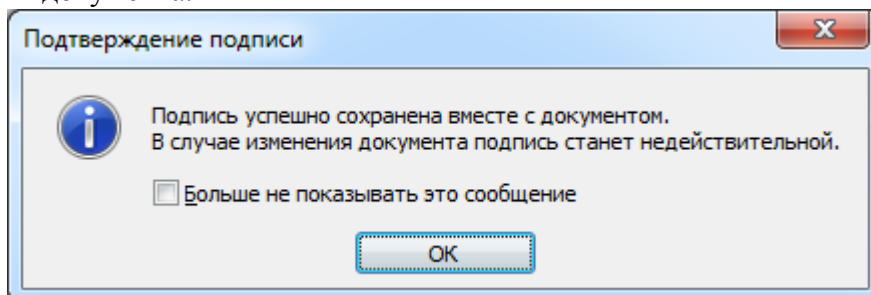 Подтверждение подписи
Подпись успешно сохранена вместе с документом.
В случае изменения документа подпись станет недействительной.
Больше не показывать это сообщение
ОК